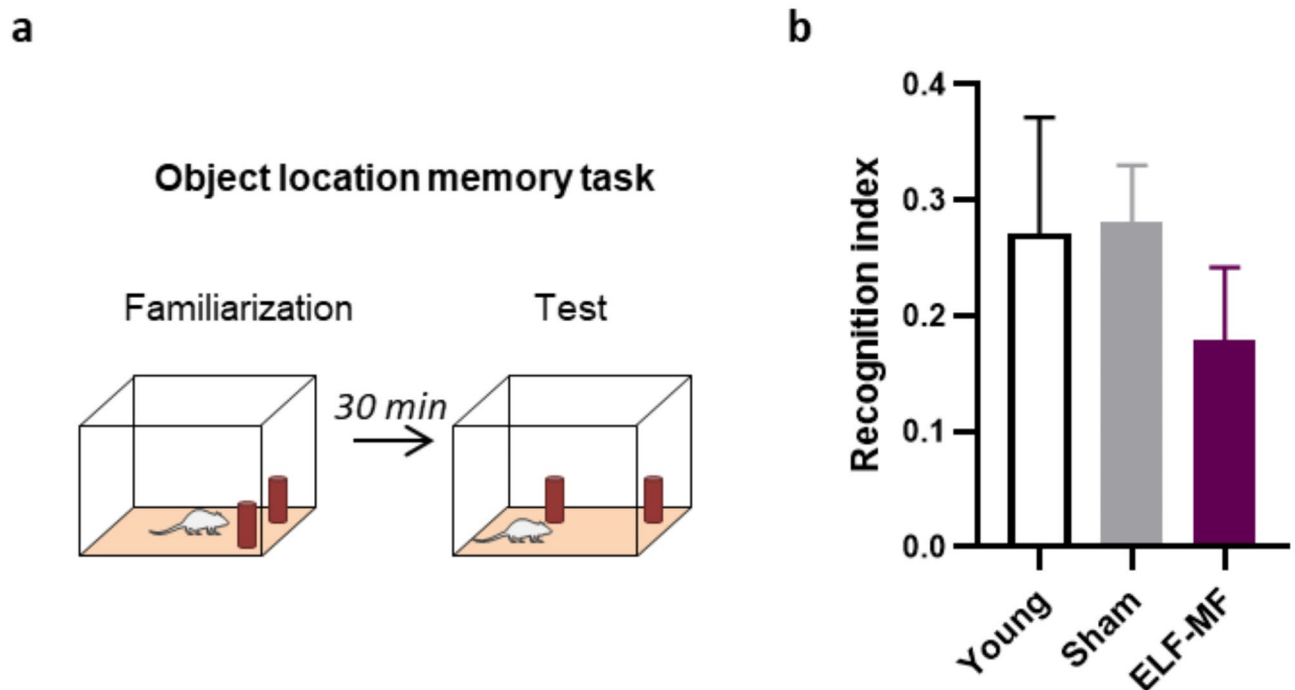 a
Object location memory task
Familiarization
30 min
Test
b
Recognition index
0.4
0.3
0.2
0.1
0.0
Young
Sham
ELF-MF